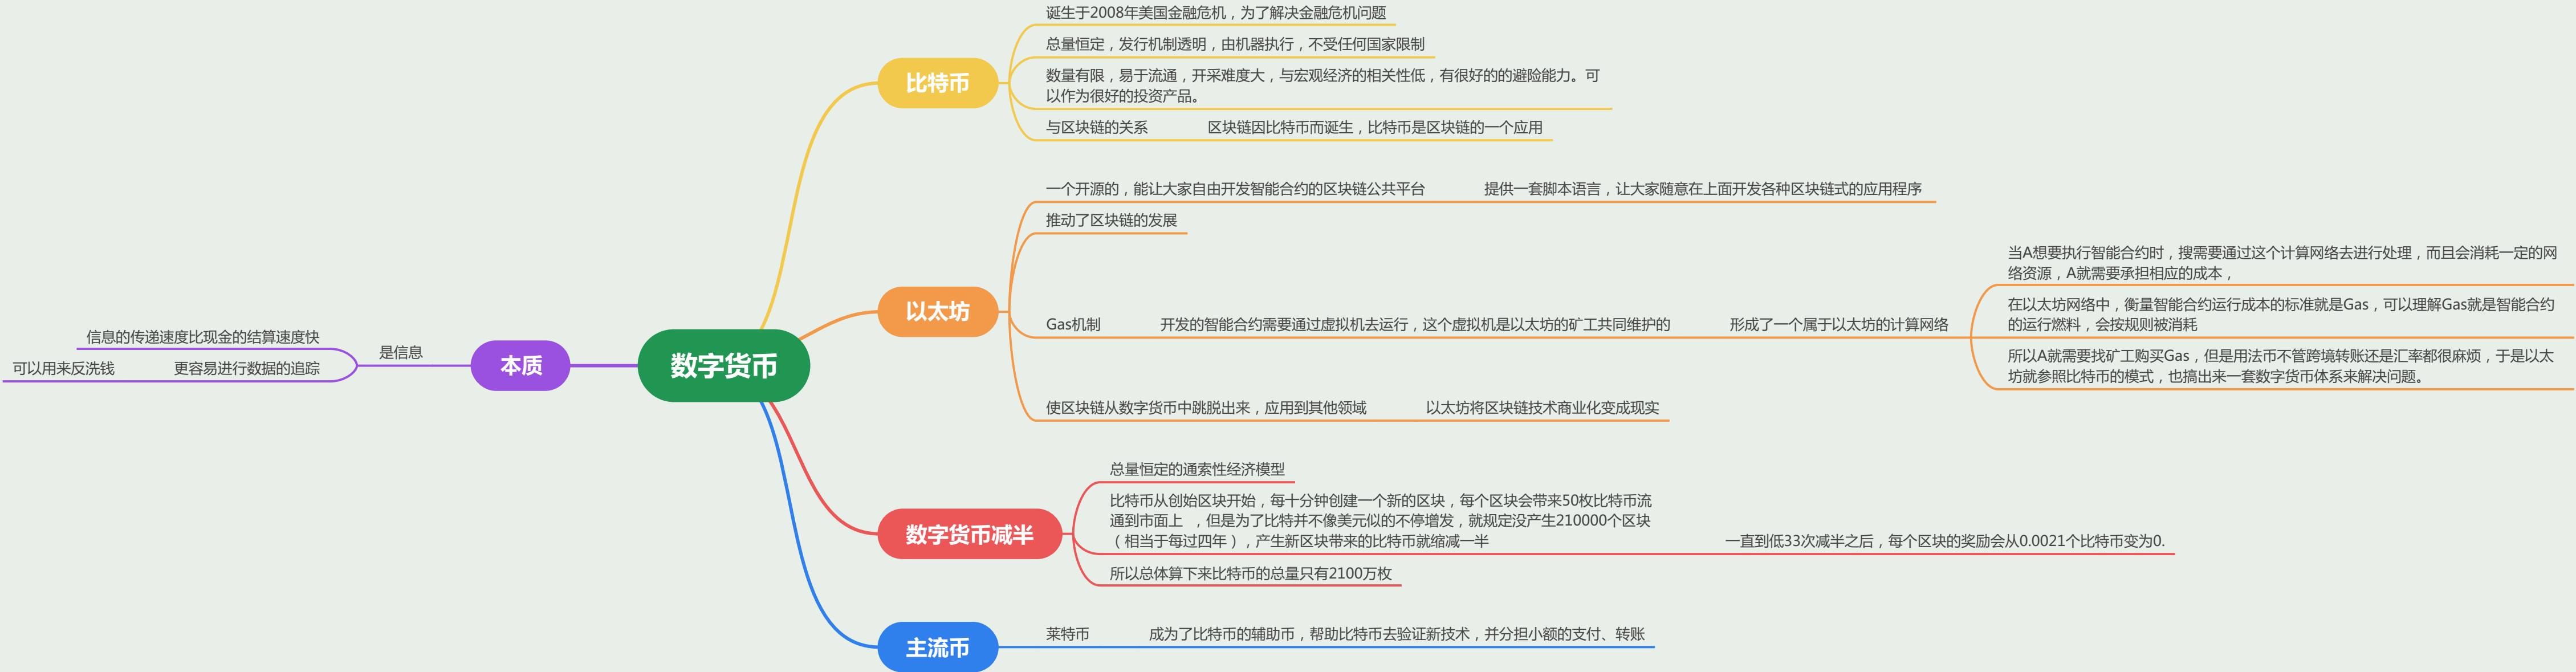 数字货币
比特币
诞生于2008年美国金融危机，为了解决金融危机问题
总量恒定，发行机制透明，由机器执行，不受任何国家限制
数量有限，易于流通，开采难度大，与宏观经济的相关性低，有很好的的避险能力。可
以作为很好的投资产品。
与区块链的关系
区块链因比特币而诞生，比特币是区块链的一个应用
以太坊
一个开源的，能让大家自由开发智能合约的区块链公共平台
提供一套脚本语言，让大家随意在上面开发各种区块链式的应用程序
推动了区块链的发展
Gas机制
开发的智能合约需要通过虚拟机去运行，这个虚拟机是以太坊的矿工共同维护的
形成了一个属于以太坊的计算网络
当A想要执行智能合约时，搜需要通过这个计算网络去进行处理，而且会消耗一定的网
络资源，A就需要承担相应的成本，
在以太坊网络中，衡量智能合约运行成本的标准就是Gas，可以理解Gas就是智能合约
的运行燃料，会按规则被消耗
所以A就需要找矿工购买Gas，但是用法币不管跨境转账还是汇率都很麻烦，于是以太
坊就参照比特币的模式，也搞出来一套数字货币体系来解决问题。
使区块链从数字货币中跳脱出来，应用到其他领域
以太坊将区块链技术商业化变成现实
数字货币减半
总量恒定的通索性经济模型
比特币从创始区块开始，每十分钟创建一个新的区块，每个区块会带来50枚比特币流
通到市面上 ，但是为了比特并不像美元似的不停增发，就规定没产生210000个区块
（相当于每过四年），产生新区块带来的比特币就缩减一半
一直到低33次减半之后，每个区块的奖励会从0.0021个比特币变为0.
所以总体算下来比特币的总量只有2100万枚
主流币
莱特币
成为了比特币的辅助币，帮助比特币去验证新技术，并分担小额的支付、转账
本质
是信息
信息的传递速度比现金的结算速度快
更容易进行数据的追踪
可以用来反洗钱